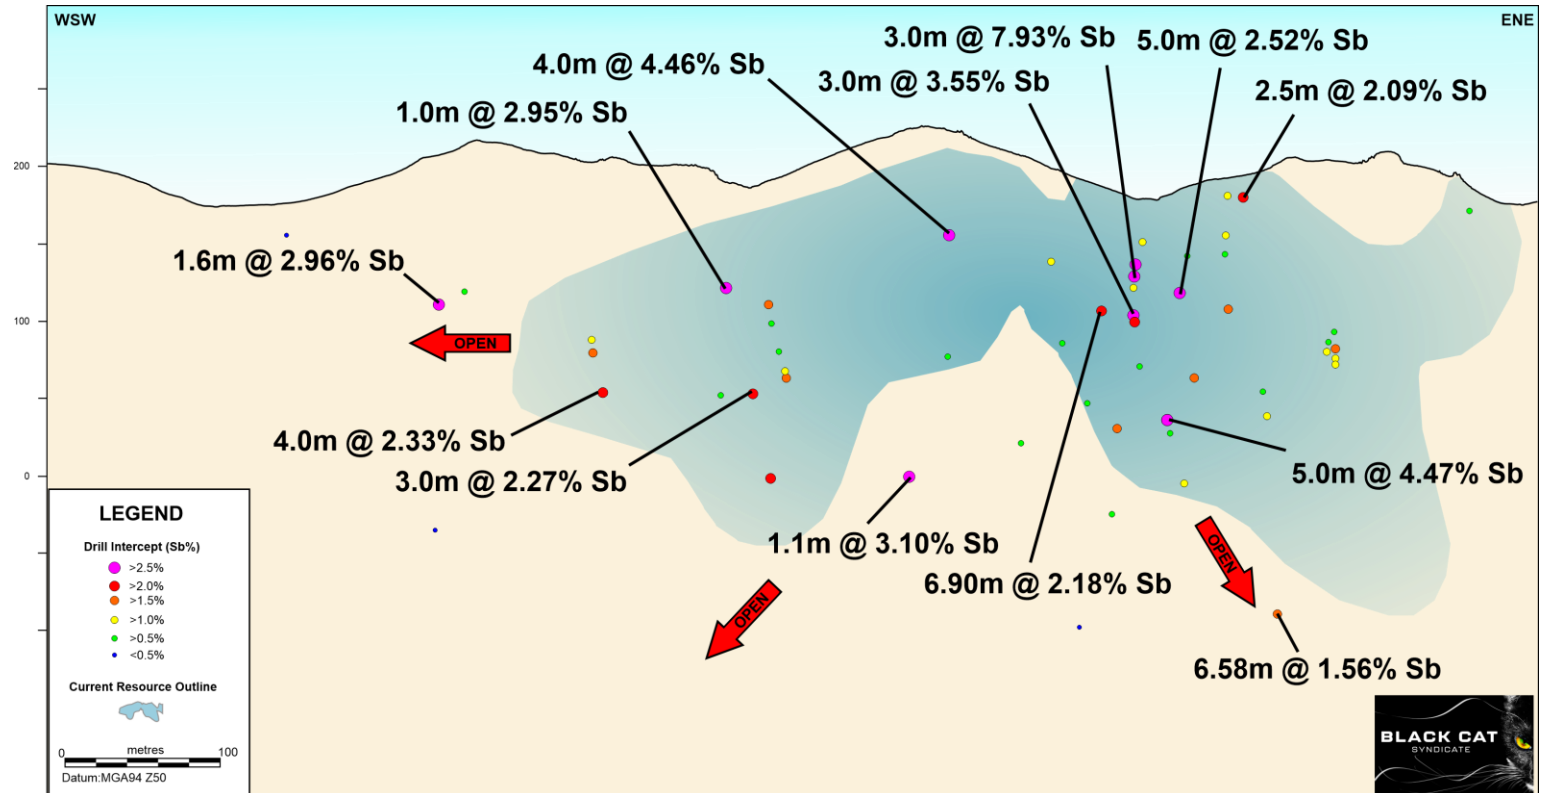 WSW
ENE
3.0m @ 7.93% Sb
5.0m @ 2.52% Sb
4.0m @ 4.46% Sb
3.0m @ 3.55% Sb
2.5m @ 2.09% Sb
1.0m @ 2.95% Sb
200
1.6m @ 2.96% Sb
100
OPEN
4.0m @ 2.33% Sb
3.0m @ 2.27% Sb
5.0m @ 4.47% Sb
0
1.1m @ 3.10% Sb
OPEN
6.90m @ 2.18% Sb
OPEN
6.58m @ 1.56% Sb
LEGEND
Drill Intercept (Sb%)
>2.5%
>2.0%
>1.5%
>1.0%
>0.5%
<0.5%
Current Resource Outline
0 metres 100
Datum:MGA94 Z50
BLACK CAT
SYNDICATE